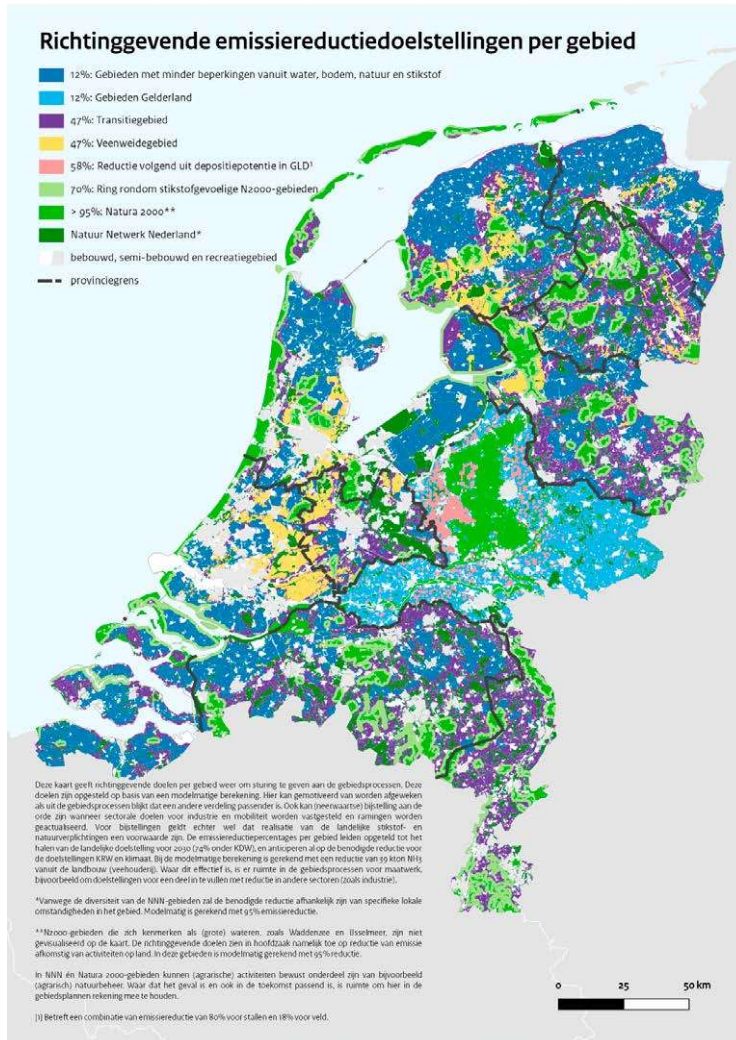 Richtinggevende emissiereductiedoelstellingen per gebied
12%: Gebieden met minder beperkingen vanuit water, bodem, natuur en stikstof
12%: Gebieden Gelderland
47%: Transitiegebied
47%: Veenweidegebied
58%: Reductie volgend uit depositiepotentie in GLD¹
70%: Ring rondom stikstofgevoelige N2000-gebieden
> 95%: Natura 2000**
Natuur Netwerk Nederland*
bebouwd, semi-bebouwd en recreatiegebied
provinciegrens
Deze kaart geeft richtinggevende doelen per gebied weer om sturing te geven aan de gebiedsprocessen. Deze
doelen zijn opgesteld op basis van een modelmatige berekening. Hier kan gemotiveerd van worden afgeweken
als uit de gebiedsprocessen blijkt dat een andere verdeling passender is. Ook kan (neerwaartse) bijstelling aan de
orde zijn wanneer sectorale doelen voor industrie en mobiliteit worden vastgesteld en ramingen worden
geactualiseerd. Voor bijstellingen geldt echter wel dat realisatie van de landelijke stikstof- en
natuurverplichtingen een voorwaarde zijn. De emissiereductiepercentages per gebied leiden opgeteld tot het
halen van de landelijke doelstelling voor 2030 (74% onder KDW), en anticiperen al op de benodigde reductie voor
de doelstellingen KRW en klimaat. Bij de modelmatige berekening is gerekend met een reductie van 39 kton NH3
vanuit de landbouw (veehouderij). Waar dit effectief is, is er ruimte in de gebiedsprocessen voor maatwerk,
bijvoorbeeld om doelstellingen voor een deel in te vullen met reductie in andere sectoren (zoals industrie).
*Vanwege de diversiteit van de NNN-gebieden zal de benodigde reductie afhankelijk zijn van specifieke lokale
omstandigheden in het gebied. Modelmatig is gerekend met 95% emissiereductie.
**N2000-gebieden die zich kenmerken als (grote) wateren, zoals Waddenzee en IJsselmeer, zijn niet
gevisualiseerd op de kaart. De richtinggevende doelen zien in hoofdzaak namelijk toe op reductie van emissie
afkomstig van activiteiten op land. In deze gebieden is modelmatig gerekend met 95% reductie.
In NNN én Natura 2000-gebieden kunnen (agrarische) activiteiten bewust onderdeel zijn van bijvoorbeeld
(agrarisch) natuurbeheer. Waar dat het geval is en ook in de toekomst passend is, is ruimte om hier in de
gebiedsplannen rekening mee te houden.
[1] Betreft een combinatie van emissiereductie van 80% voor stallen en 18% voor veld.
0 25 50 km